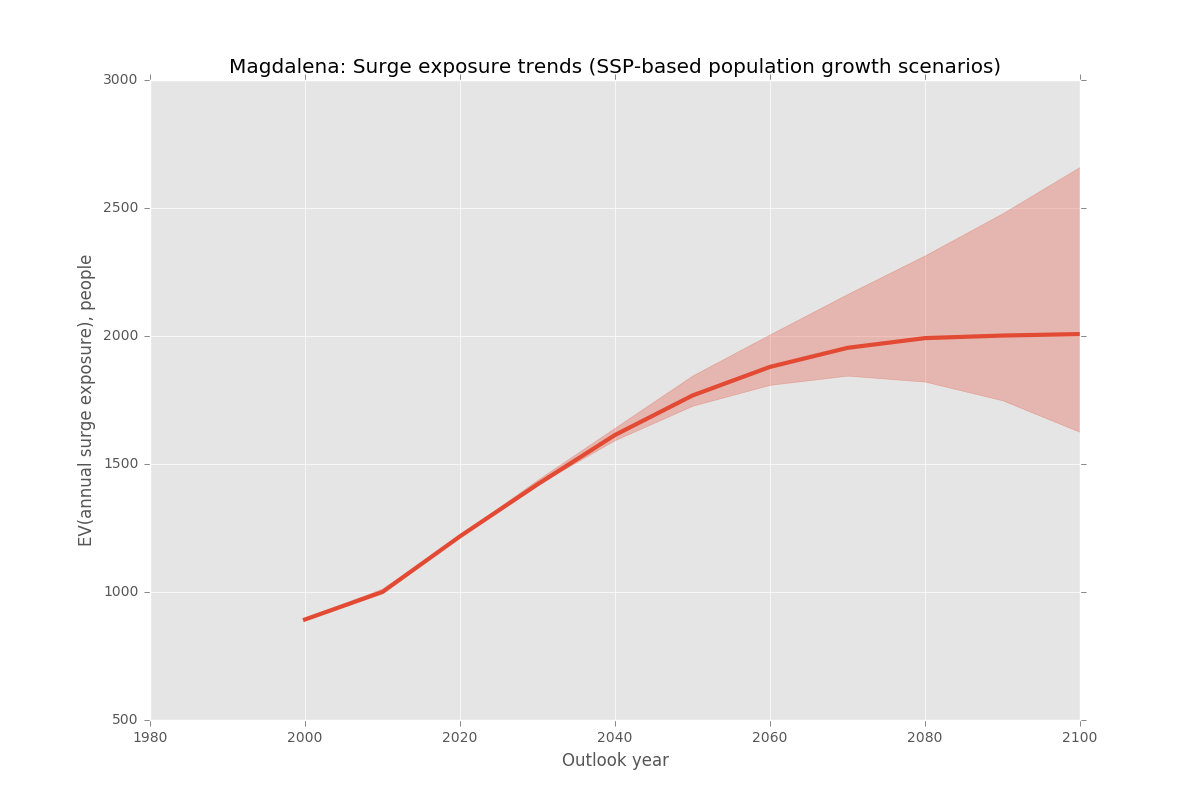 Magdalena: Surge exposure trends (SSP-based population growth scenarios)
3000
2500
2000
1500
1000
500
EV(annual surge exposure), people
1980 2000 2020 2040 2060 2080 2100
Outlook year